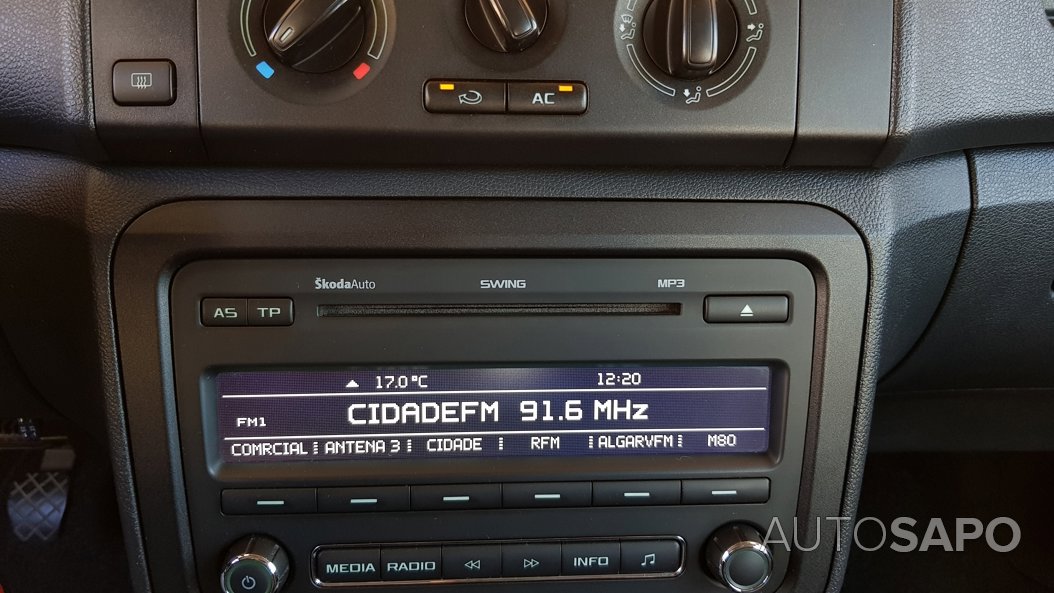 AC
ŠkodaAuto SWING MP3
AS TP
17.0 °C 12:20
FM1 CIDADEFM 91.6 MHz
COMRCIAL ANTENA 3 CIDADE RFM ALGARVFM M80
MEDIA RADIO INFO
AUTOSAPO